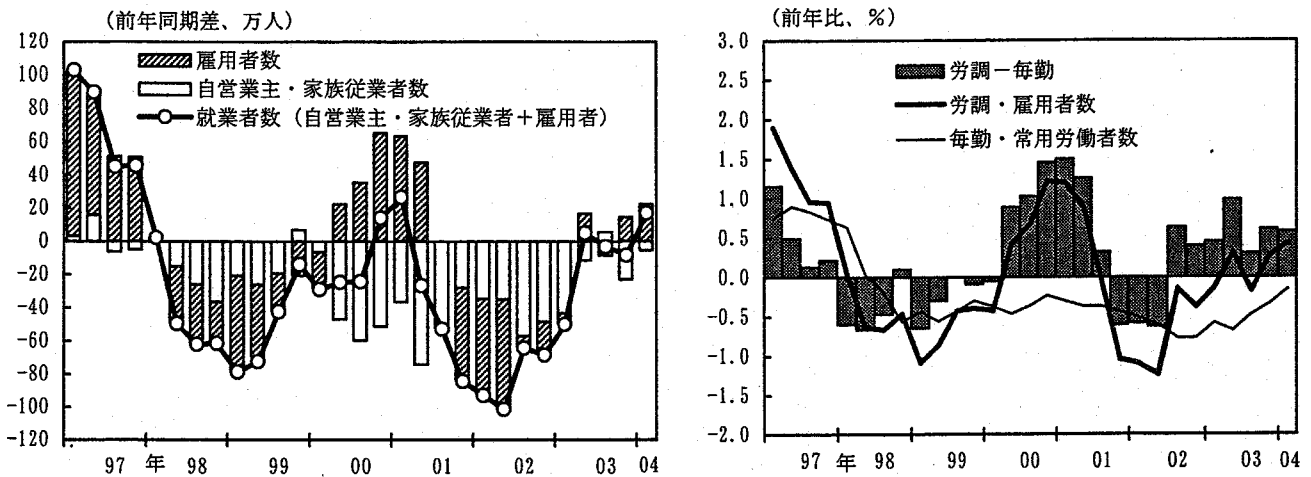 (前年同期差、万人)
120
100
80
60
40
20
0
-20
-40
-60
-80
-100
-120
雇用者数
自営業主・家族従業者数
就業者数(自営業主・家族従業者+雇用者)
97 年 98 99 00 01 02 03 04
(前年比、%)
3.0
2.5
2.0
1.5
1.0
0.5
0.0
-0.5
-1.0
-1.5
-2.0
労調-毎勤
労調・雇用者数
毎勤・常用労働者数
97 年 98 99 00 01 02 03 04